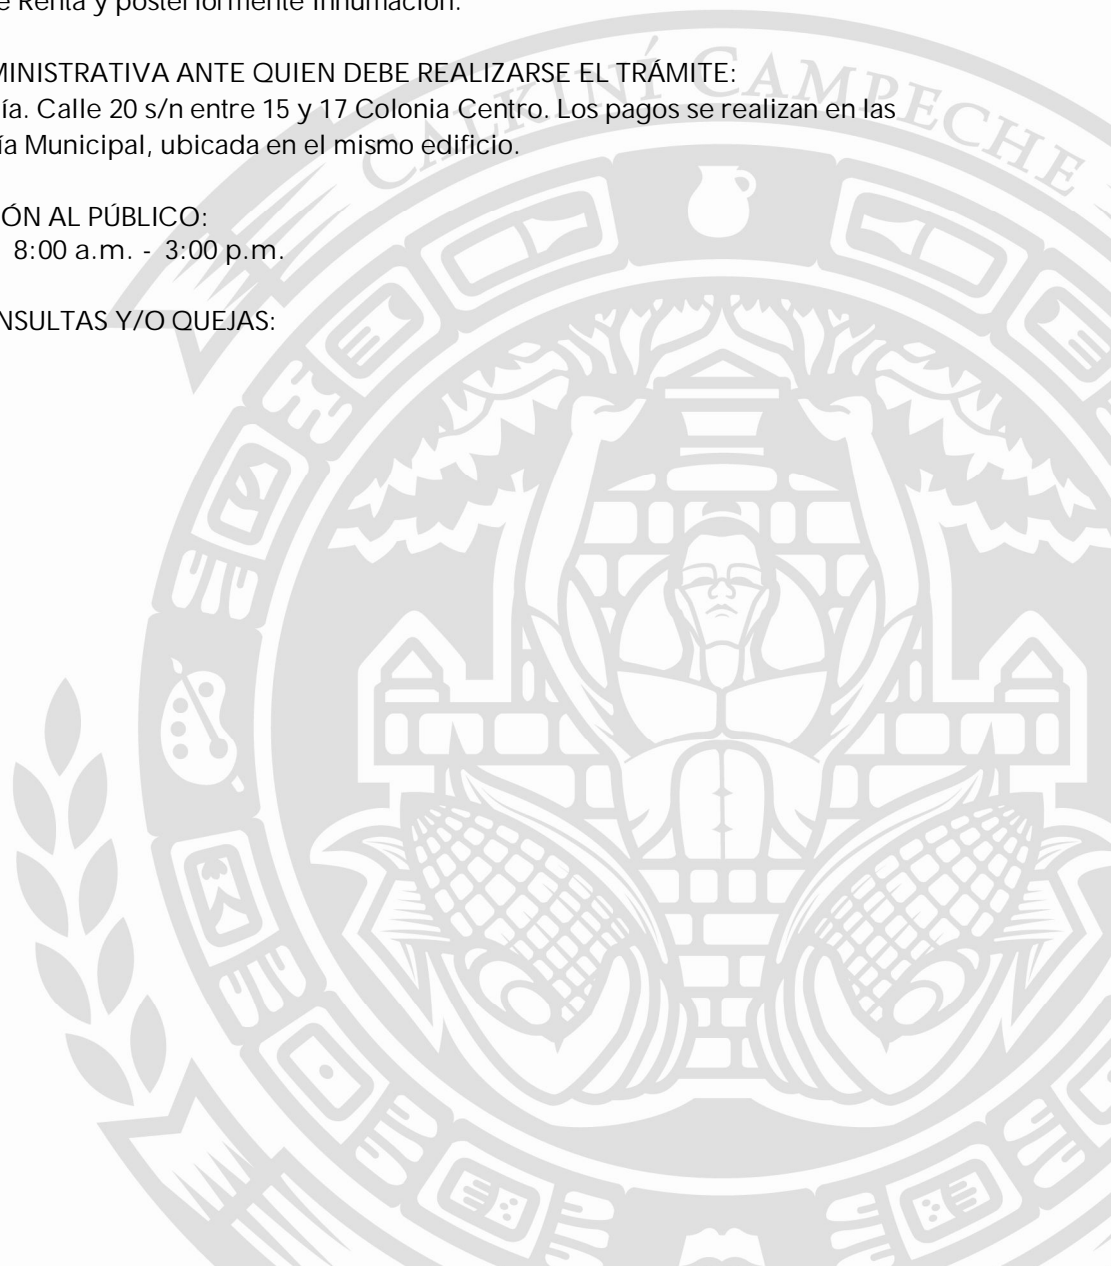 e Renta y posteriormente Inhumación.
MINISTRATIVA ANTE QUIEN DEBE REALIZARSE EL TRÁMITE:
ía. Calle 20 s/n entre 15 y 17 Colonia Centro. Los pagos se realizan en las
ía Municipal, ubicada en el mismo edificio.
ÓN AL PÚBLICO:
8:00 a.m. - 3:00 p.m.
NSULTAS Y/O QUEJAS:
CALKINÍ CAMPECHE